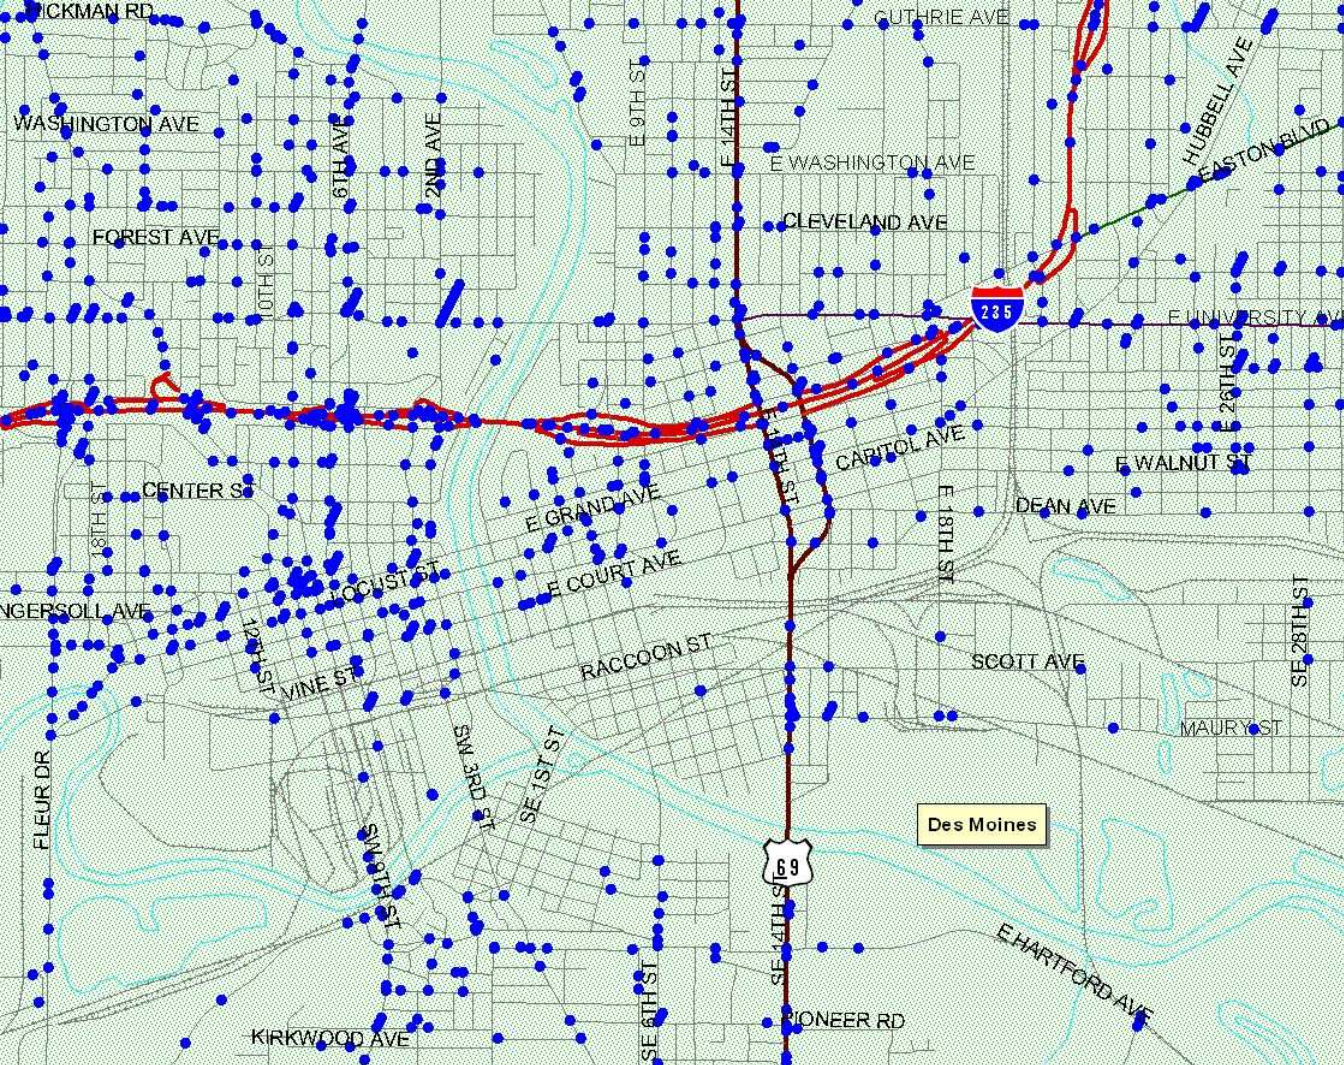 HICKMAN RD
GUTHRIE AVE
E 9TH ST
E 14TH ST
HUBBELL AVE
WASHINGTON AVE
6TH AVE
2ND AVE
EASTON BLVD
E WASHINGTON AVE
CLEVELAND AVE
FOREST AVE
10TH ST
235
E UNIVERSITY AV
E 26TH ST
E 15TH ST
CAPITOL AVE
E WALNUT ST
CENTER ST
18TH ST
E GRAND AVE
E 18TH ST
DEAN AVE
LOCUST ST
E COURT AVE
NGERSOLL AVE
12TH ST
RACCOON ST
SCOTT AVE
SE 28TH ST
VINE ST
MAURY ST
FLEUR DR
SW 3RD ST
SE 1ST ST
Des Moines
SW 9TH ST
69
SE 14TH ST
E HARTFORD AVE
SE 6TH ST
PIONEER RD
KIRKWOOD AVE